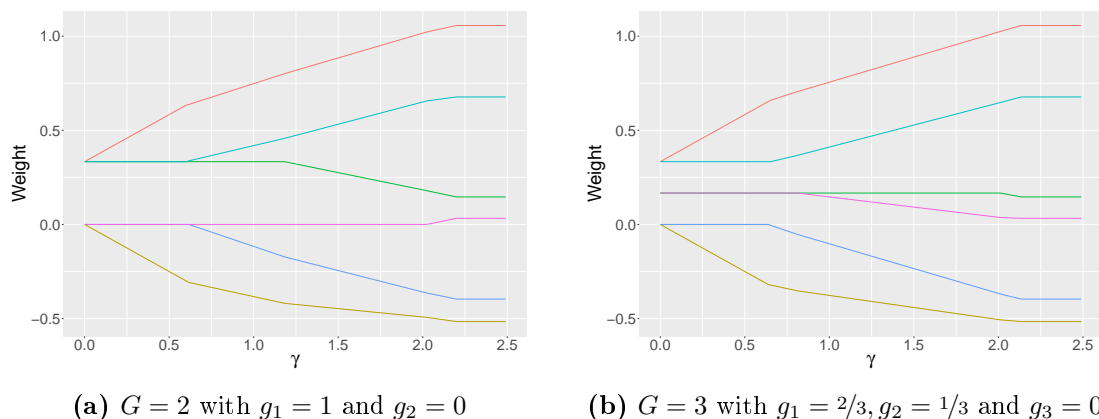 1.0
0.5
0.0
−0.5
Weight
0.0 0.5 1.0 1.5 2.0 2.5
γ
(a) G = 2 with g₁ = 1 and g₂ = 0
1.0
0.5
0.0
−0.5
Weight
0.0 0.5 1.0 1.5 2.0 2.5
γ
(b) G = 3 with g₁ = 2/3, g₂ = 1/3 and g₃ = 0